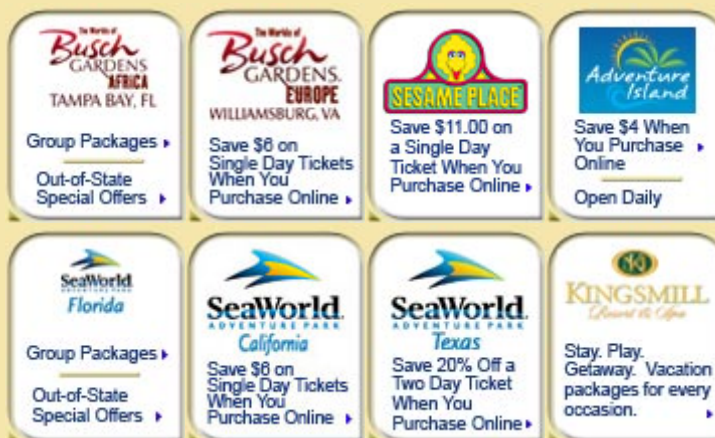 The Worlds of
Busch
GARDENS
AFRICA
TAMPA BAY, FL
Group Packages
Out-of-State
Special Offers
The Worlds of
Busch
GARDENS.
EUROPE
WILLIAMSBURG, VA
Save $6 on
Single Day Tickets
When You
Purchase Online
SESAME PLACE
Save $11.00 on
a Single Day
Ticket When You
Purchase Online
Adventure
Island
Save $4 When
You Purchase
Online
Open Daily
SeaWorld
ADVENTURE PARK
Florida
Group Packages
Out-of-State
Special Offers
SeaWorld.
ADVENTURE PARK
California
Save $6 on
Single Day Tickets
When You
Purchase Online
SeaWorld.
ADVENTURE PARK
Texas
Save 20% Off a
Two Day Ticket
When You
Purchase Online
KINGSMILL
Resort & Spa
Stay. Play.
Getaway. Vacation
packages for every
occasion.